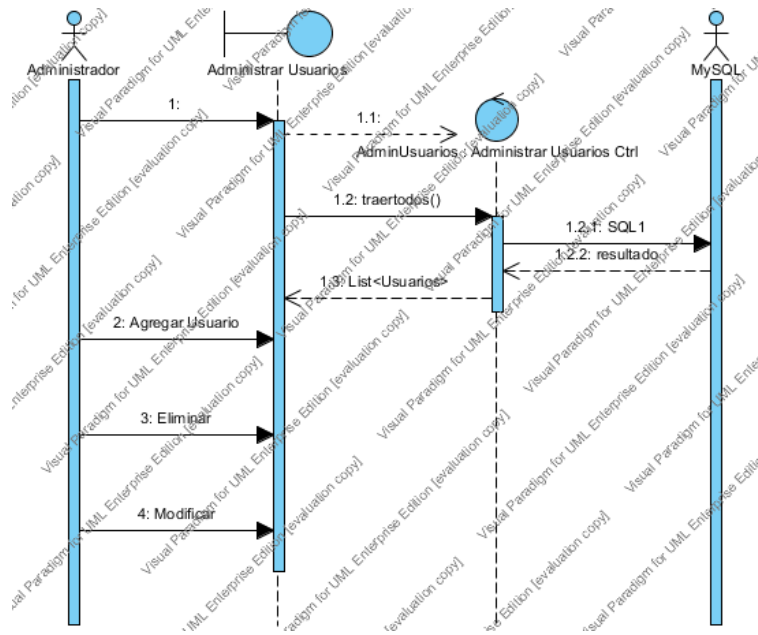 Administrador
Administrar Usuarios
MySQL
1:
1.1:
AdminUsuarios : Administrar Usuarios Ctrl
1.2: traertodos()
1.2.1: SQL1
1.2.2: resultado
1.3: List<Usuarios>
2: Agregar Usuario
3: Eliminar
4: Modificar
Visual Paradigm for UML Enterprise Edition [evaluation copy]